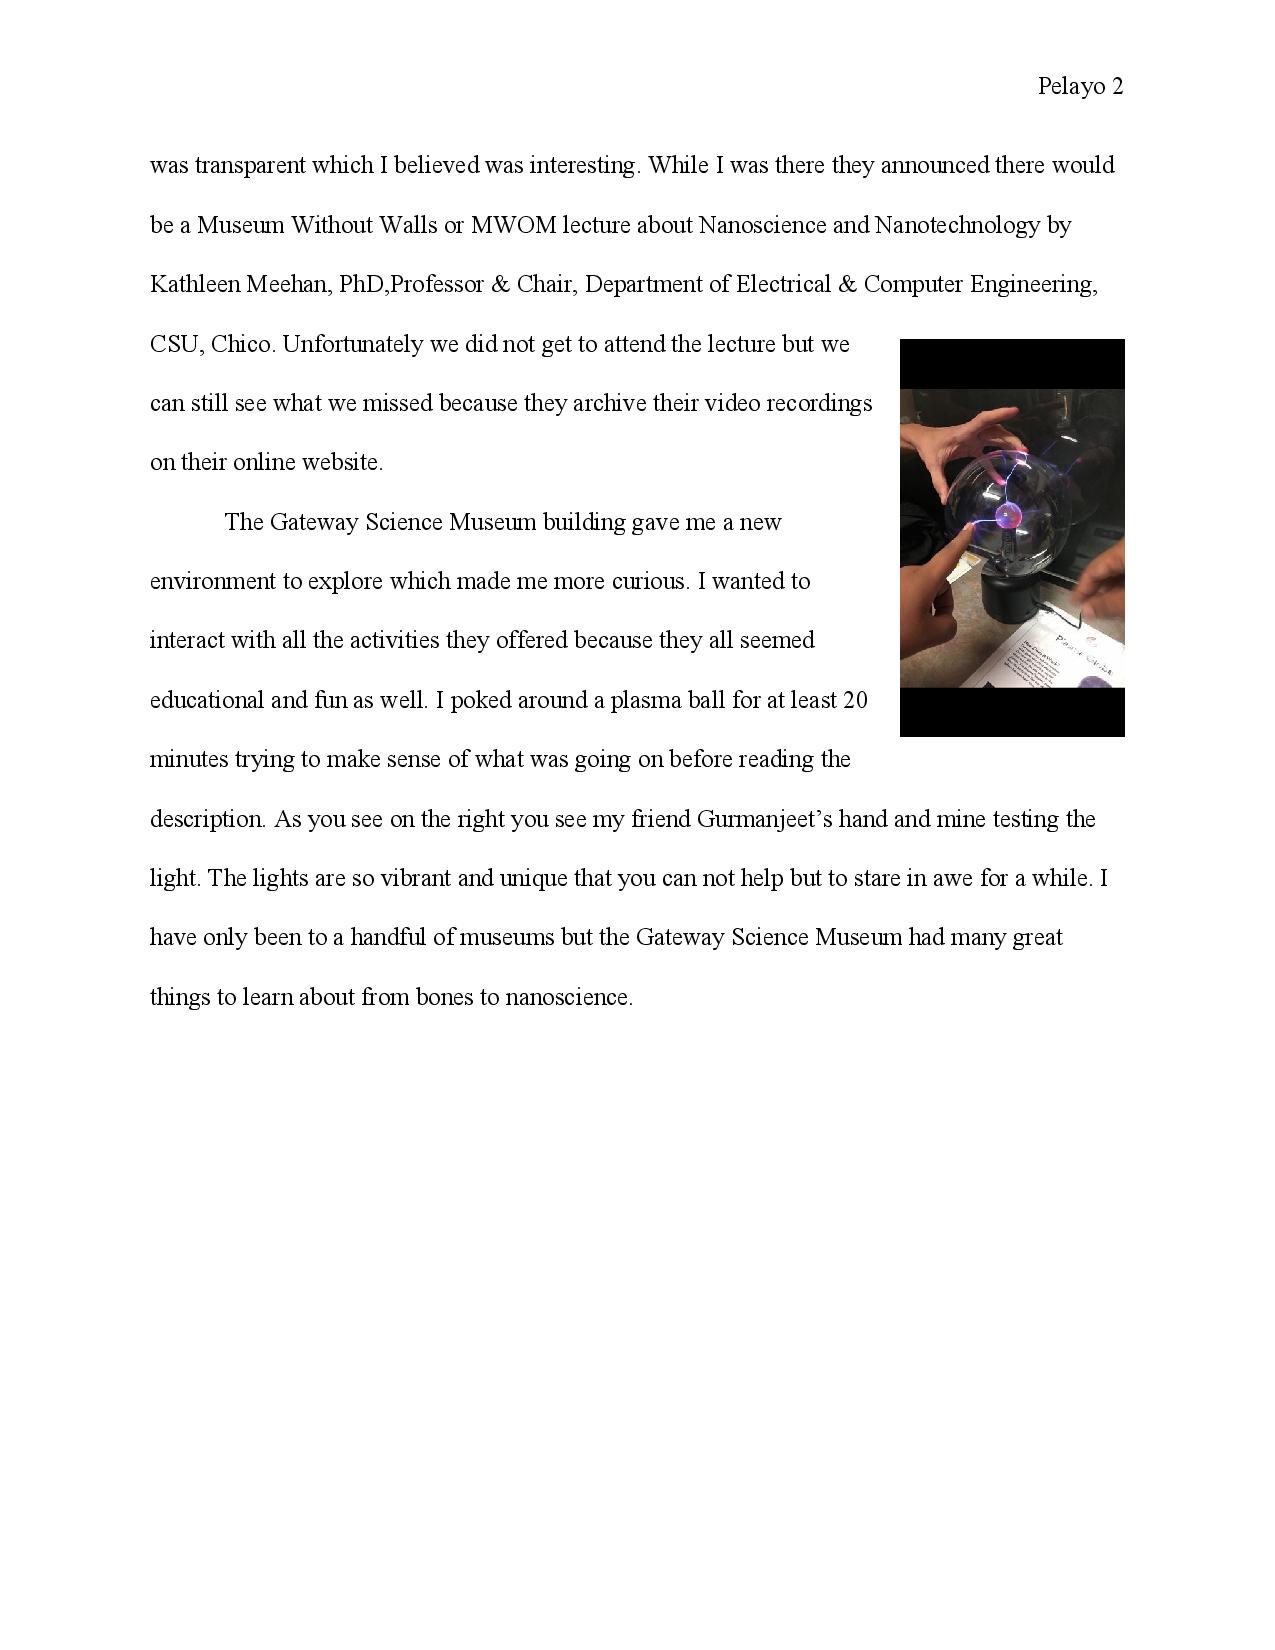 Pelayo 2
was transparent which I believed was interesting. While I was there they announced there would
be a Museum Without Walls or MWOM lecture about Nanoscience and Nanotechnology by
Kathleen Meehan, PhD,Professor & Chair, Department of Electrical & Computer Engineering,
CSU, Chico. Unfortunately we did not get to attend the lecture but we
can still see what we missed because they archive their video recordings
on their online website.
The Gateway Science Museum building gave me a new
environment to explore which made me more curious. I wanted to
interact with all the activities they offered because they all seemed
educational and fun as well. I poked around a plasma ball for at least 20
minutes trying to make sense of what was going on before reading the
description. As you see on the right you see my friend Gurmanjeet’s hand and mine testing the
light. The lights are so vibrant and unique that you can not help but to stare in awe for a while. I
have only been to a handful of museums but the Gateway Science Museum had many great
things to learn about from bones to nanoscience.